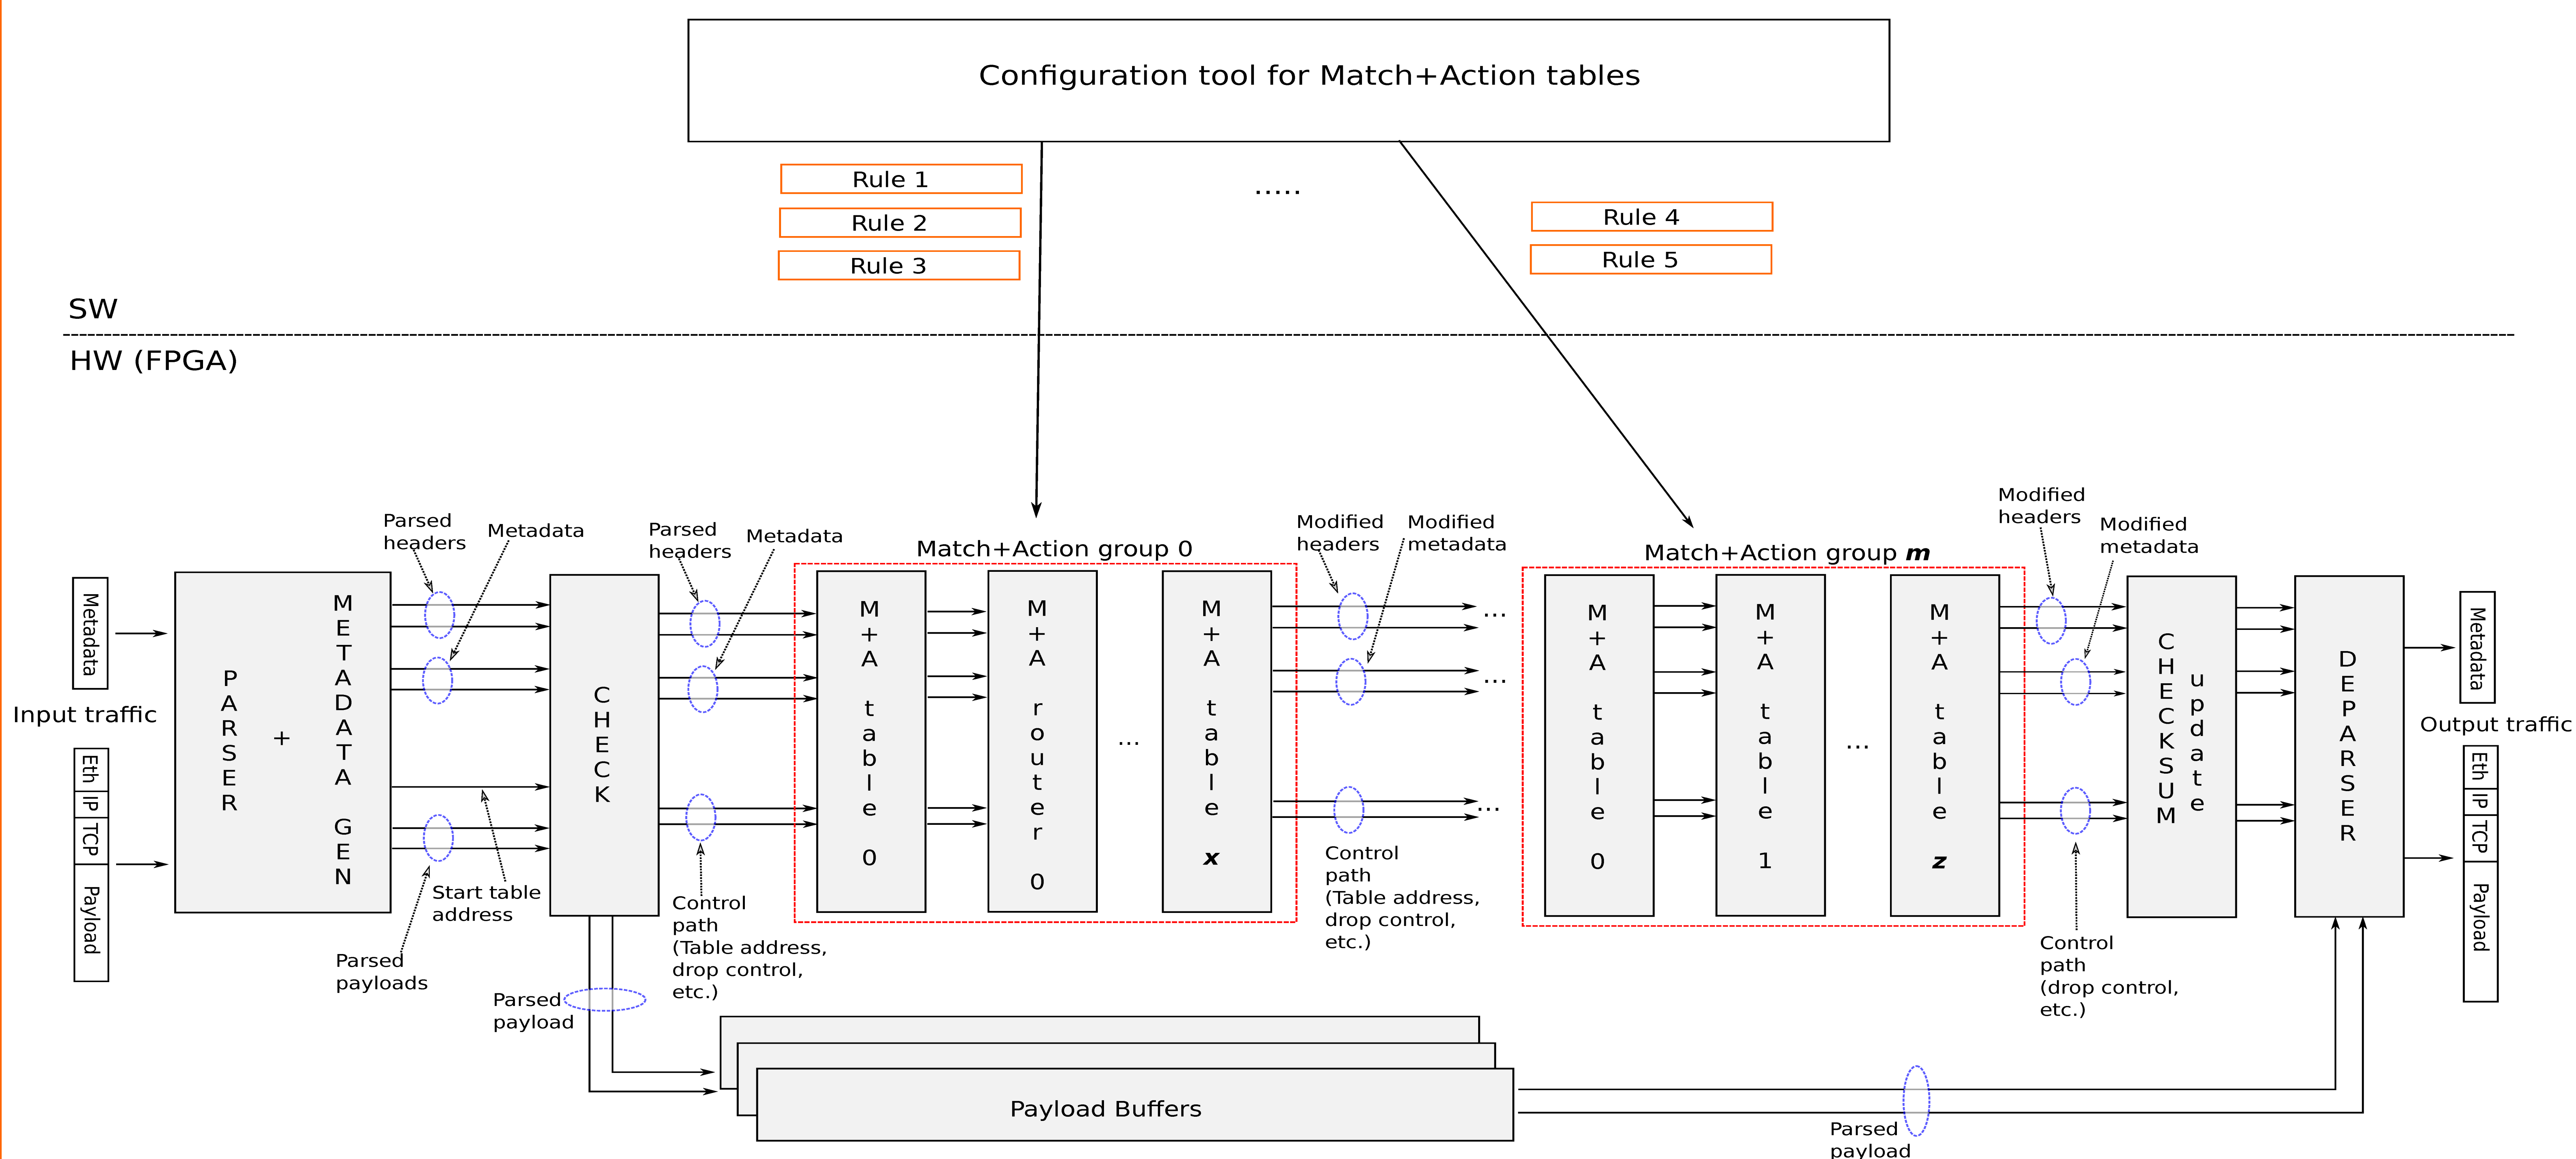 Configuration tool for Match+Action tables
Rule 1
Rule 2
Rule 3
.....
Rule 4
Rule 5
SW
HW (FPGA)
Input traffic
Metadata
Eth
IP
TCP
Payload
PARSER
+
METADATA GEN
Parsed
headers
Metadata
Start table
address
Parsed
payloads
CHECK
Parsed
headers
Metadata
Control
path
(Table address,
drop control,
etc.)
Parsed
payload
Match+Action group 0
M+A table 0
M+A router 0
...
M+A table x
Modified
headers
Modified
metadata
...
...
...
Control
path
(Table address,
drop control,
etc.)
Match+Action group m
M+A table 0
M+A table 1
...
M+A table z
Modified
headers
Modified
metadata
Control
path
(drop control,
etc.)
CHECKSUM
update
DEPARSER
Metadata
Output traffic
Eth
IP
TCP
Payload
Payload Buffers
Parsed
payload